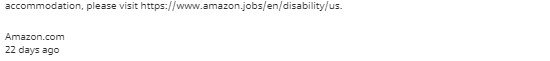 accommodation, please visit https://www.amazon.jobs/en/disability/us.
Amazon.com
22 days ago